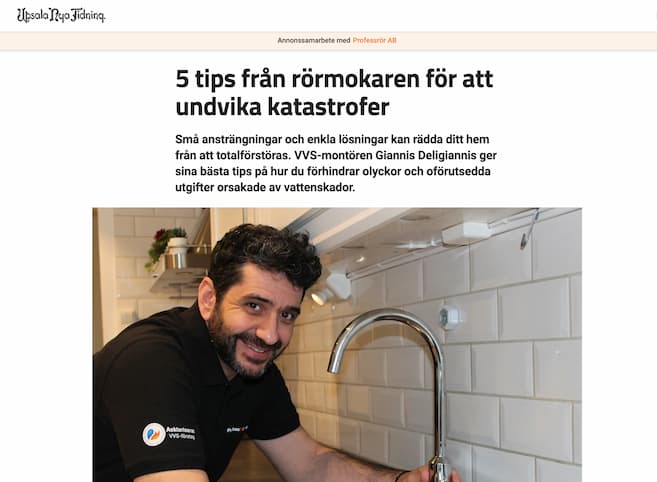 Upsala Nya Tidning.
Annonssamarbete med Professrör AB
5 tips från rörmokaren för att
undvika katastrofer
Små ansträngningar och enkla lösningar kan rädda ditt hem
från att totalförstöras. VVS-montören Giannis Deligiannis ger
sina bästa tips på hur du förhindrar olyckor och oförutsedda
utgifter orsakade av vattenskador.
VVS-företag